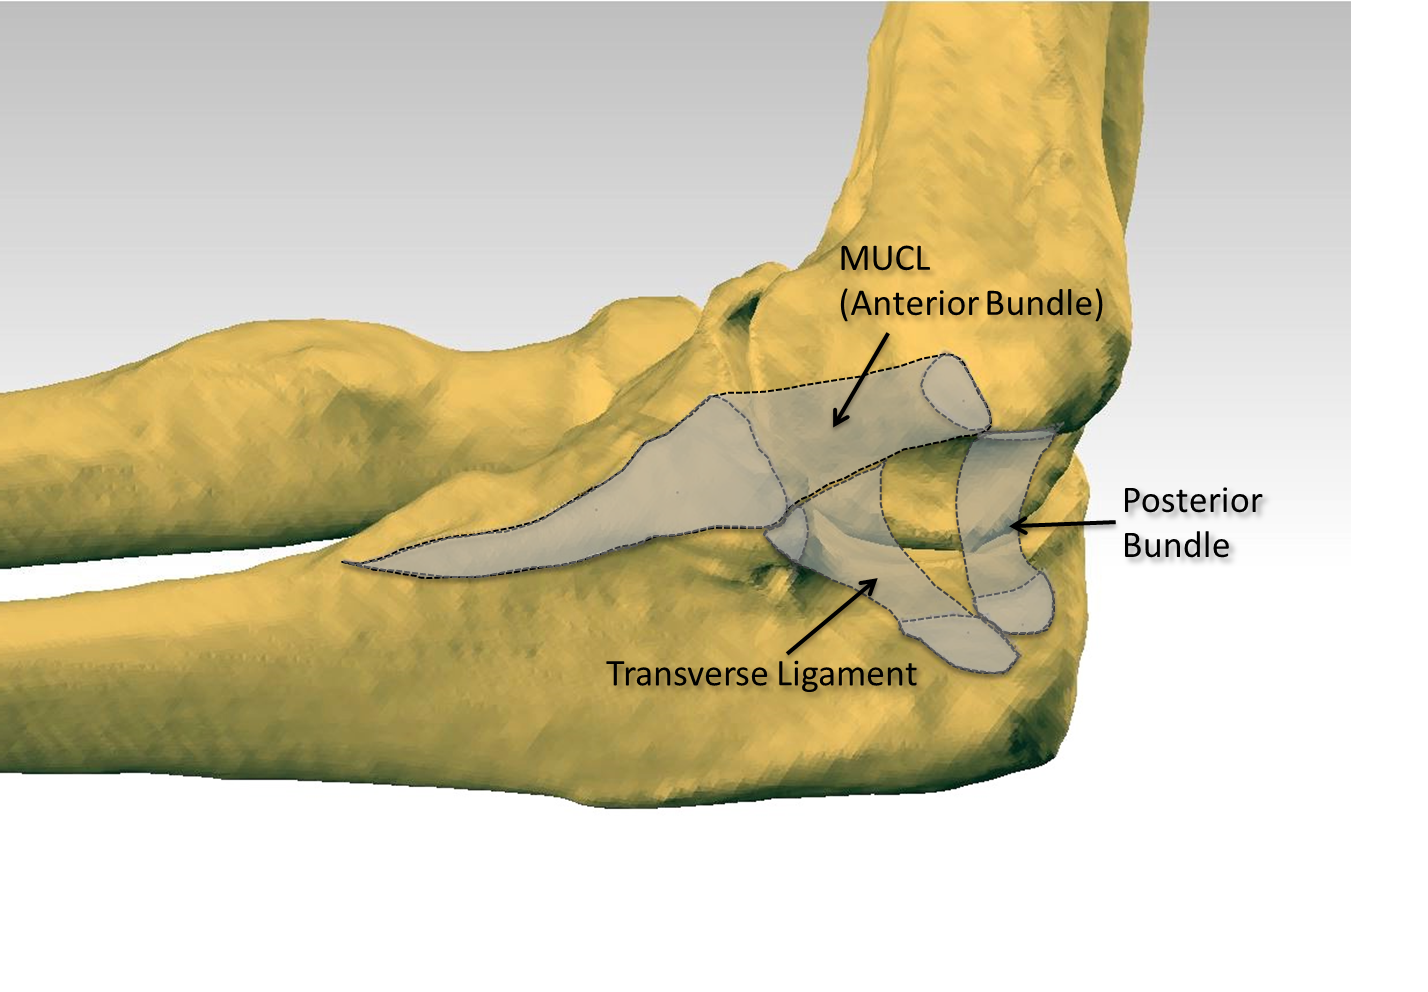 MUCL
(Anterior Bundle)
Posterior
Bundle
Transverse Ligament